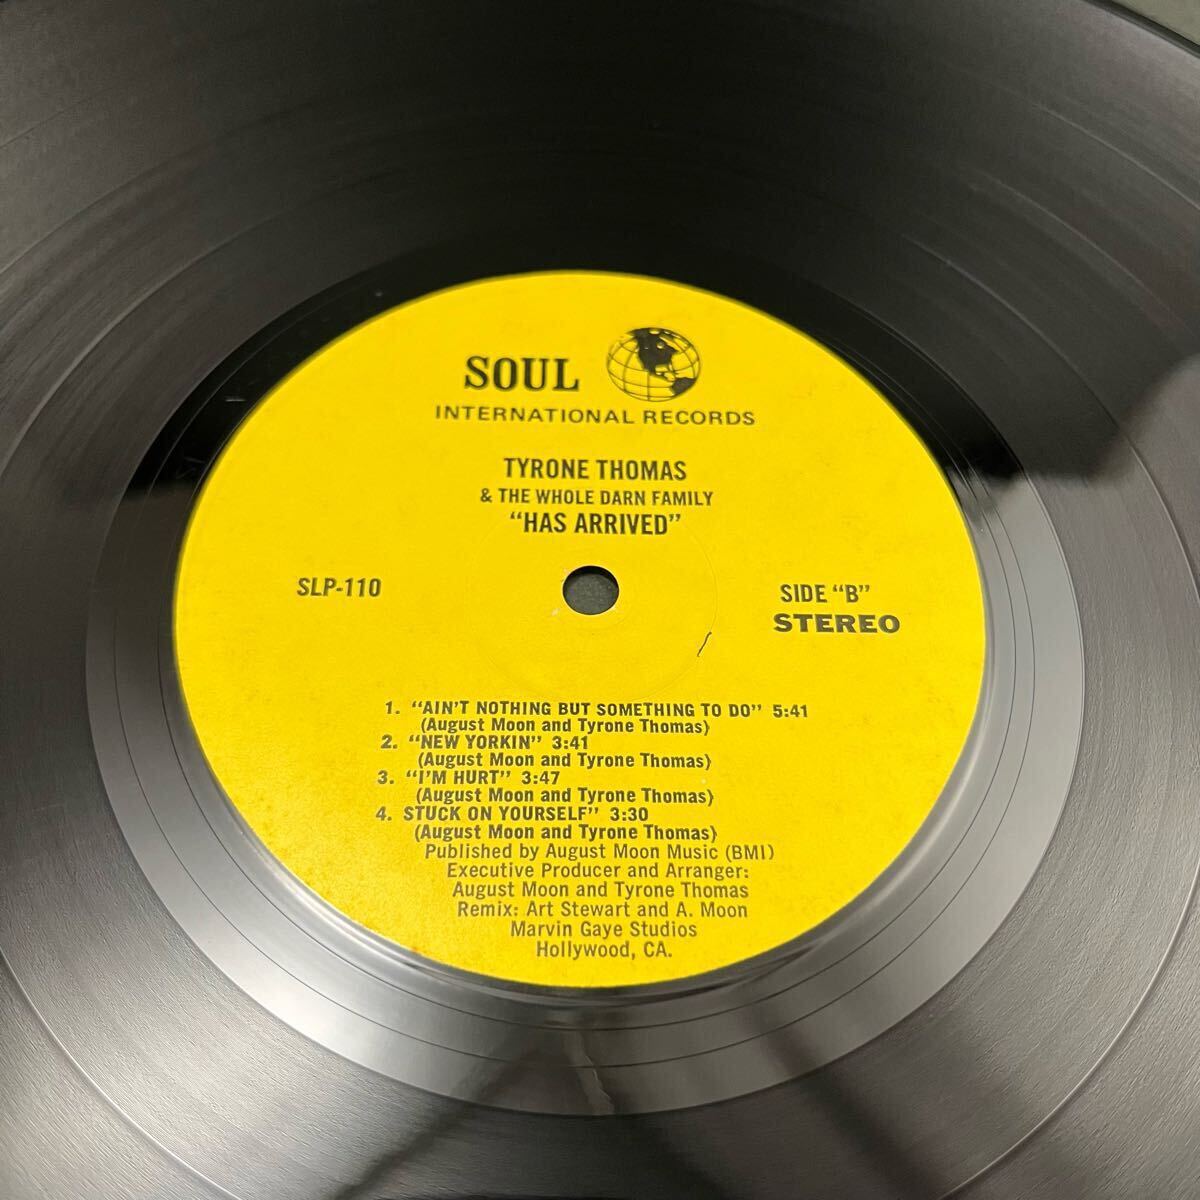 SOUL
INTERNATIONAL RECORDS
TYRONE THOMAS
& THE WHOLE DARN FAMILY
"HAS ARRIVED"
SLP-110
SIDE "B"
STEREO
1. "AIN'T NOTHING BUT SOMETHING TO DO" 5:41
(August Moon and Tyrone Thomas)
2. "NEW YORKIN" 3:41
(August Moon and Tyrone Thomas)
3. "I'M HURT" 3:47
(August Moon and Tyrone Thomas)
4. STUCK ON YOURSELF" 3:30
(August Moon and Tyrone Thomas)
Published by August Moon Music (BMI)
Executive Producer and Arranger:
August Moon and Tyrone Thomas
Remix: Art Stewart and A. Moon
Marvin Gaye Studios
Hollywood, CA.